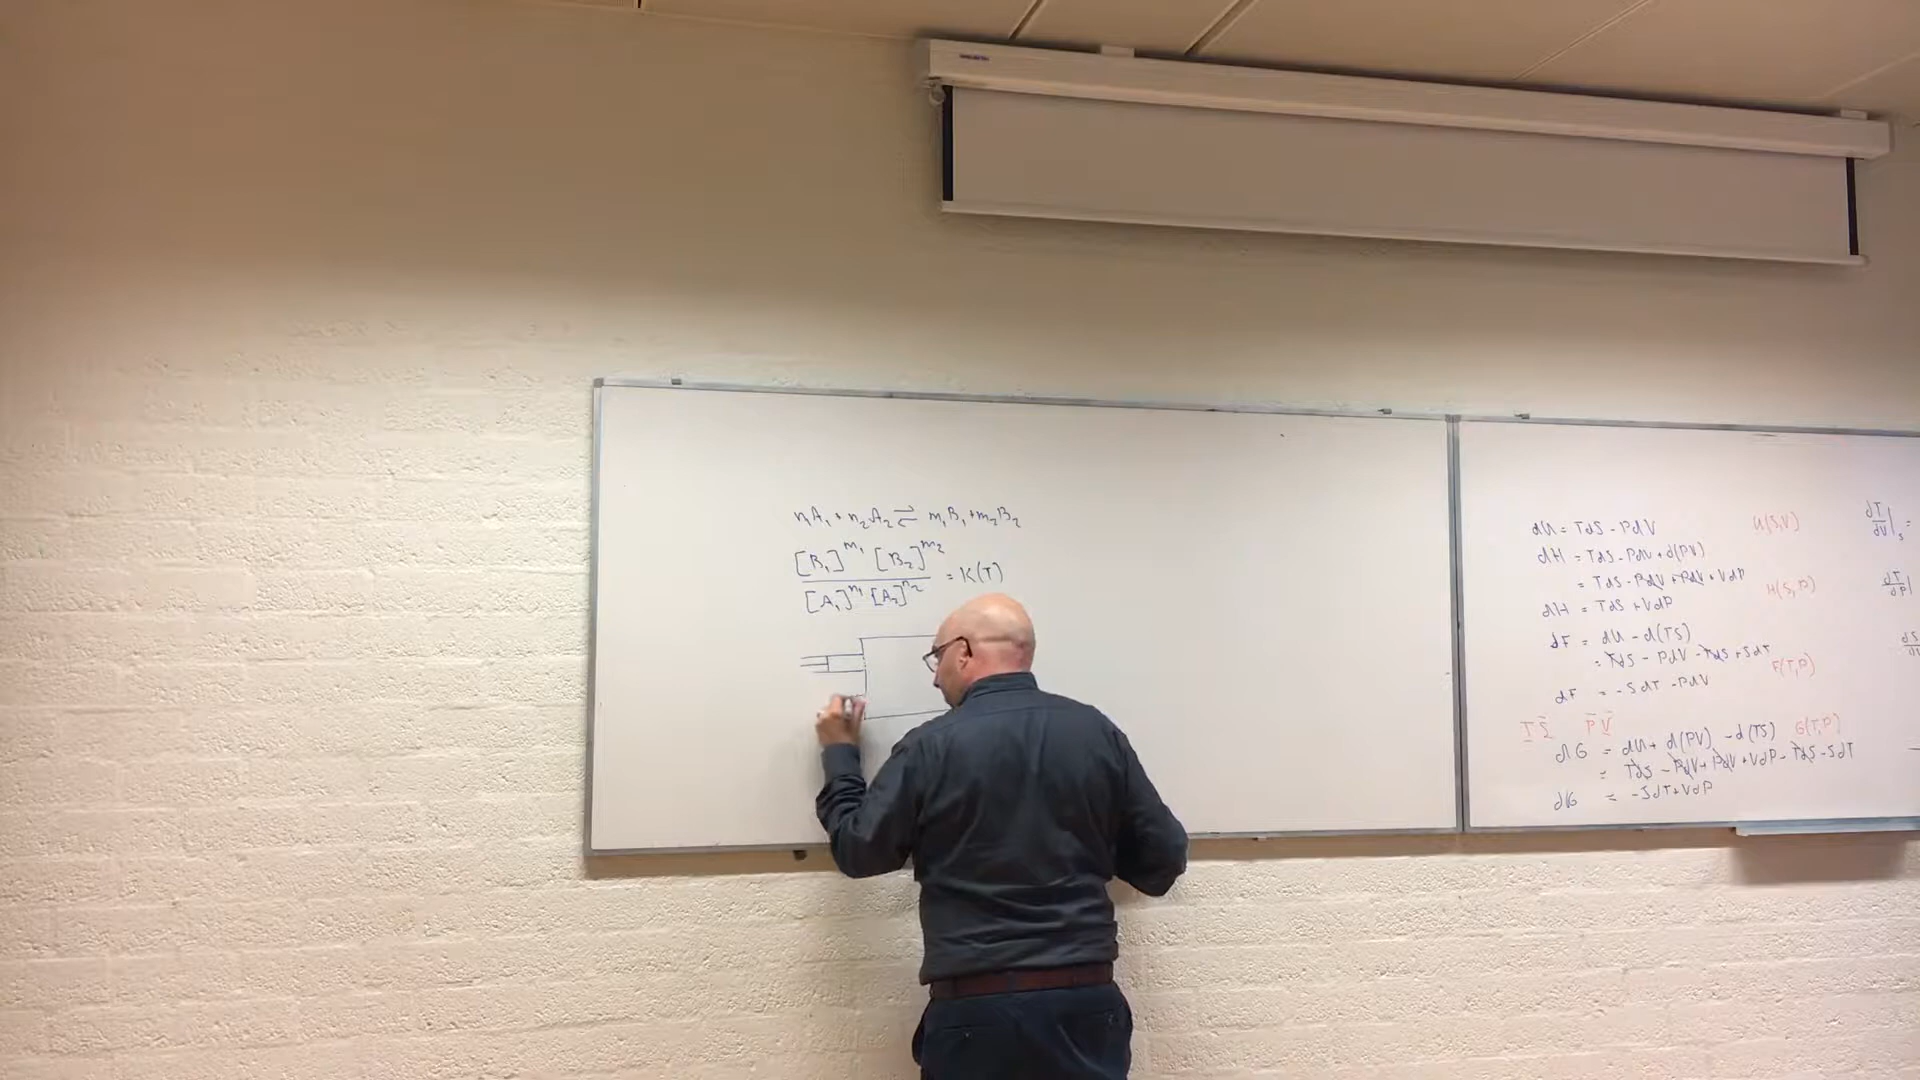 n₁A₁ + n₂A₂ ⇌ m₁B₁ + m₂B₂
[B₁]^m₁ [B₂]^m₂
= K(T)
[A₁]^n₁ [A₂]^n₂
dU = TdS - PdV U(S,V)
dH = TdS - PdV + d(PV)
= TdS - PdV + PdV + VdP H(S,P)
dH = TdS + VdP
dF = dU - d(TS)
= TdS - PdV - TdS + SdT F(T,P)
dF = -SdT - PdV
T S P V
dG = dU + d(PV) - d(TS) G(T,P)
= TdS - PdV + PdV + VdP - TdS - SdT
dG = -SdT + VdP
dT/dV|s =
dT/dP|